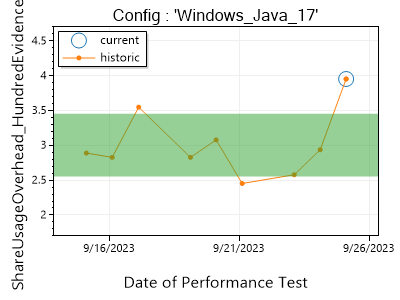 Config : 'Windows_Java_17'
ShareUsageOverhead_HundredEvidence
current
historic
4.5
4
3.5
3
2.5
2
9/16/2023
9/21/2023
9/26/2023
Date of Performance Test